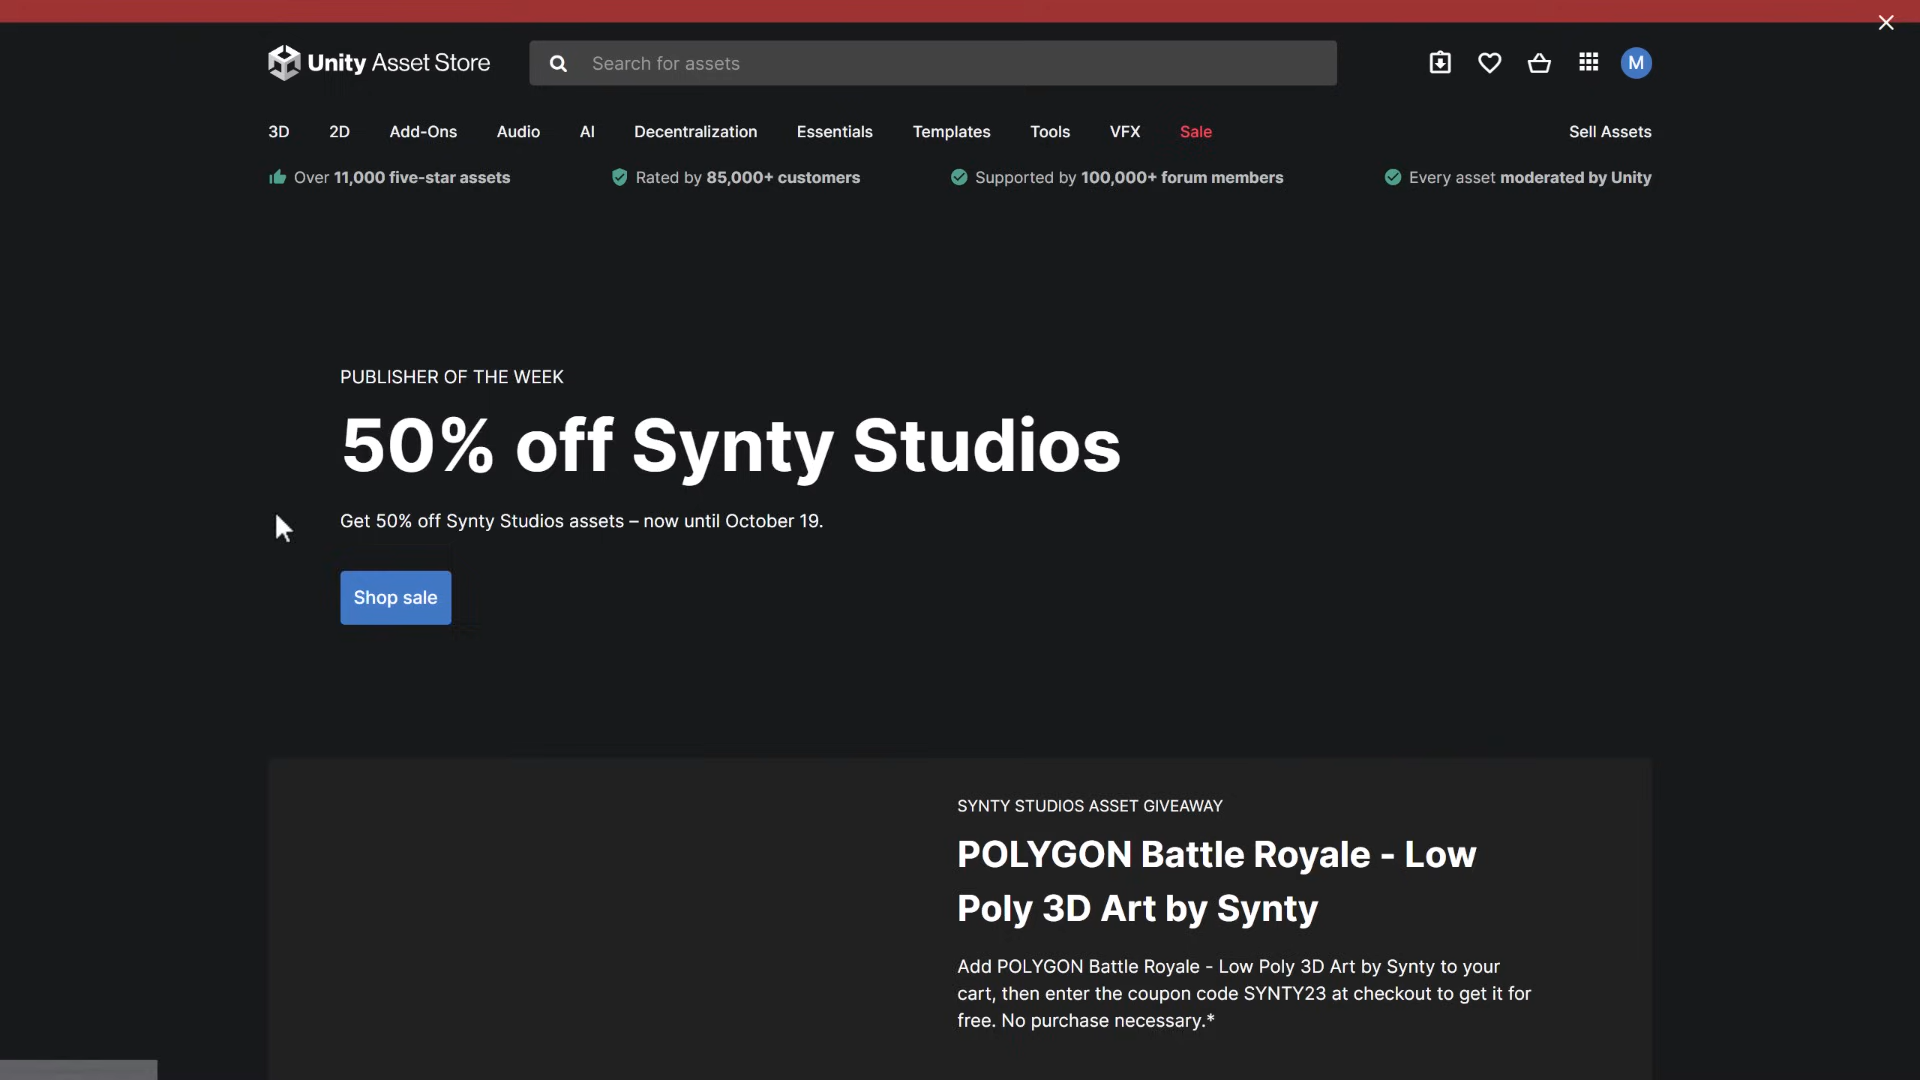 Unity Asset Store
Search for assets
M
3D 2D Add-Ons Audio AI Decentralization Essentials Templates Tools VFX Sale Sell Assets
Over 11,000 five-star assets Rated by 85,000+ customers Supported by 100,000+ forum members Every asset moderated by Unity
PUBLISHER OF THE WEEK
50% off Synty Studios
Get 50% off Synty Studios assets – now until October 19.
Shop sale
SYNTY STUDIOS ASSET GIVEAWAY
POLYGON Battle Royale - Low
Poly 3D Art by Synty
Add POLYGON Battle Royale - Low Poly 3D Art by Synty to your
cart, then enter the coupon code SYNTY23 at checkout to get it for
free. No purchase necessary.*